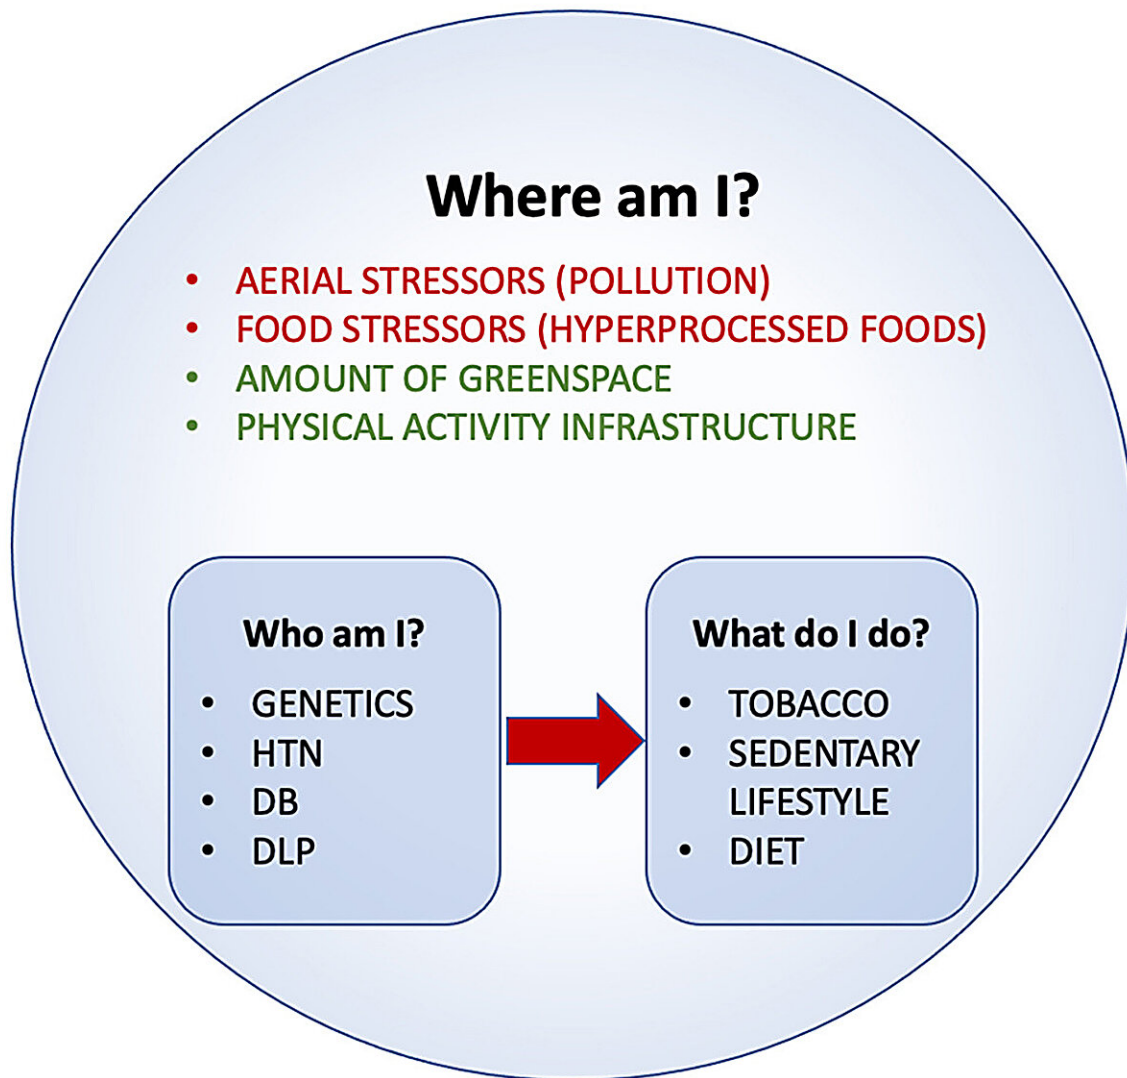 Where am I?
• AERIAL STRESSORS (POLLUTION)
• FOOD STRESSORS (HYPERPROCESSED FOODS)
• AMOUNT OF GREENSPACE
• PHYSICAL ACTIVITY INFRASTRUCTURE
Who am I?
• GENETICS
• HTN
• DB
• DLP
What do I do?
• TOBACCO
• SEDENTARY
LIFESTYLE
• DIET